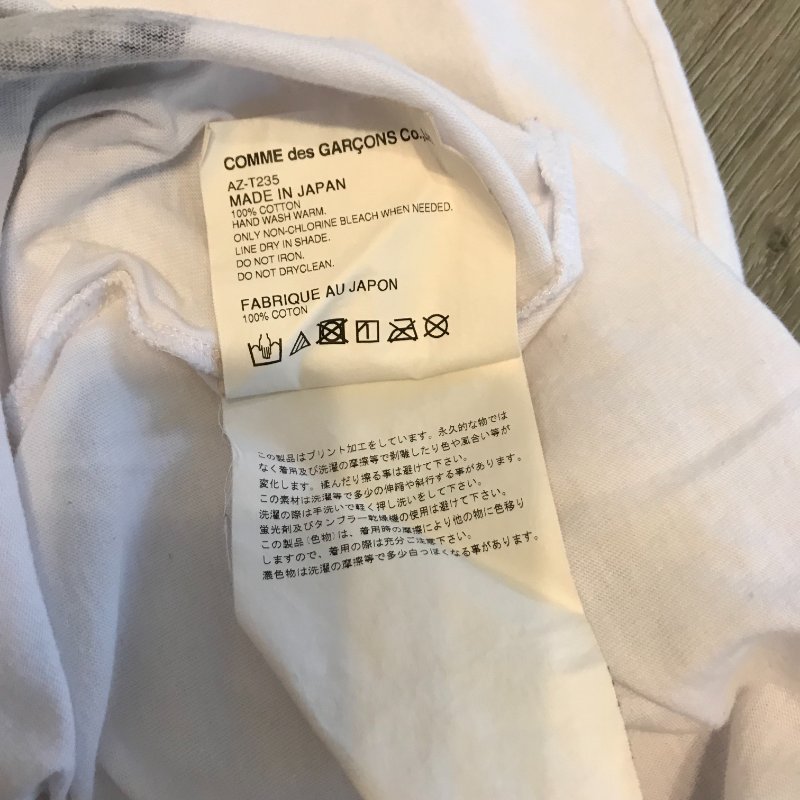 COMME des GARÇONS Co.,
AZ-T235
MADE IN JAPAN
100% COTTON
HAND WASH WARM.
ONLY NON-CHLORINE BLEACH WHEN NEEDED.
LINE DRY IN SHADE.
DO NOT IRON.
DO NOT DRYCLEAN.
FABRIQUE AU JAPON
100% COTON
この製品はプリント加工をしています。永久的な物では
なく着用及び洗濯の摩擦等で剥離したり色や風合い等が
変化します。揉んだり擦る事は避けて下さい。
この素材は洗濯等で多少の伸縮や斜行する事があります。
洗濯の際は手洗いで軽く押し洗いをして下さい。
蛍光剤及びタンブラー乾燥機の使用は避けて下さい。
この製品(色物)は、着用時の摩擦により他の物に色移り
しますので、着用の際は充分ご注意下さい。
濃色物は洗濯の摩擦等で多少白っぽくなる事があります。